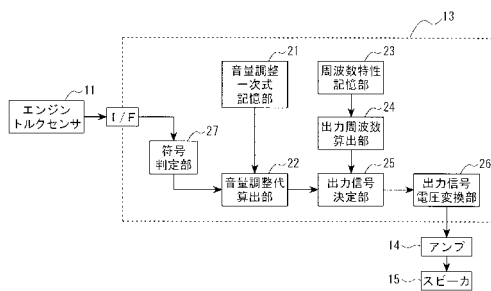 13
21
音量調整
一次式
記憶部
23
周波数特性
記憶部
11
エンジン
トルクセンサ
I/F
24
出力周波数
算出部
27
符号
判定部
22
音量調整代
算出部
25
出力信号
決定部
26
出力信号
電圧変換部
14
アンプ
15
スピーカ